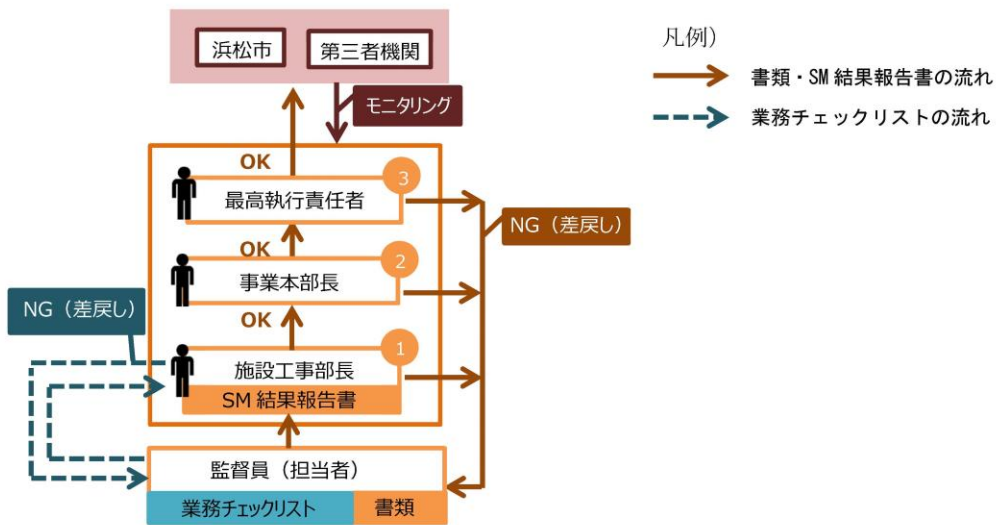 浜松市
第三者機関
モニタリング
OK
最高執行責任者
3
OK
事業本部長
2
OK
施設工事部長
1
SM 結果報告書
監督員（担当者）
業務チェックリスト
書類
NG（差戻し）
NG（差戻し）
凡例）
書類・SM 結果報告書の流れ
業務チェックリストの流れ